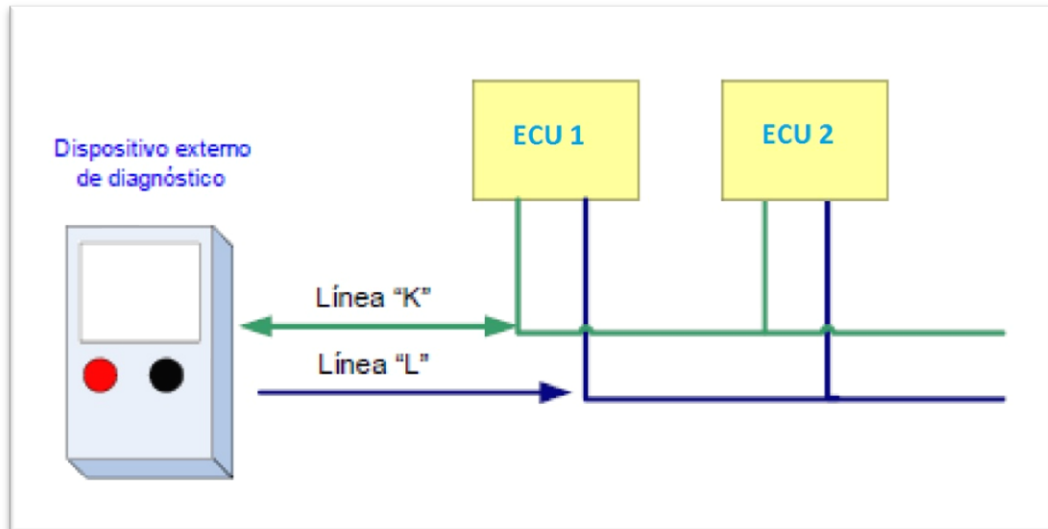 ECU 1
ECU 2
Dispositivo externo
de diagnóstico
Línea “K”
Línea “L”